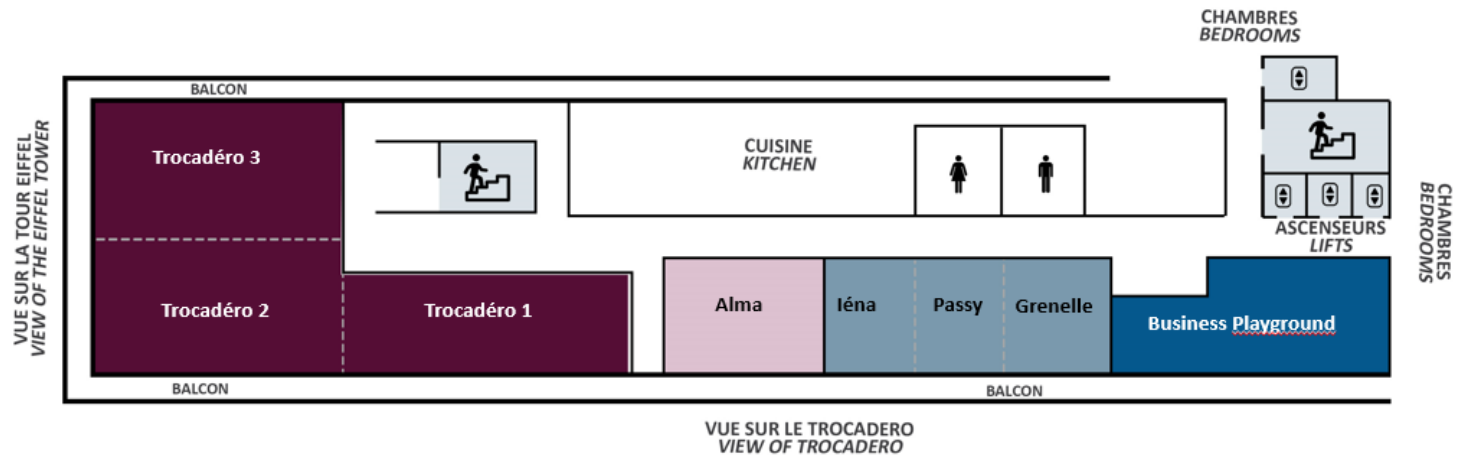 CHAMBRES
BEDROOMS
BALCON
VUE SUR LA TOUR EIFFEL
VIEW OF THE EIFFEL TOWER
Trocadéro 3
CUISINE
KITCHEN
CHAMBRES
BEDROOMS
ASCENSEURS
LIFTS
Trocadéro 2
Trocadéro 1
Alma
Iéna
Passy
Grenelle
Business Playground
BALCON
BALCON
VUE SUR LE TROCADERO
VIEW OF TROCADERO